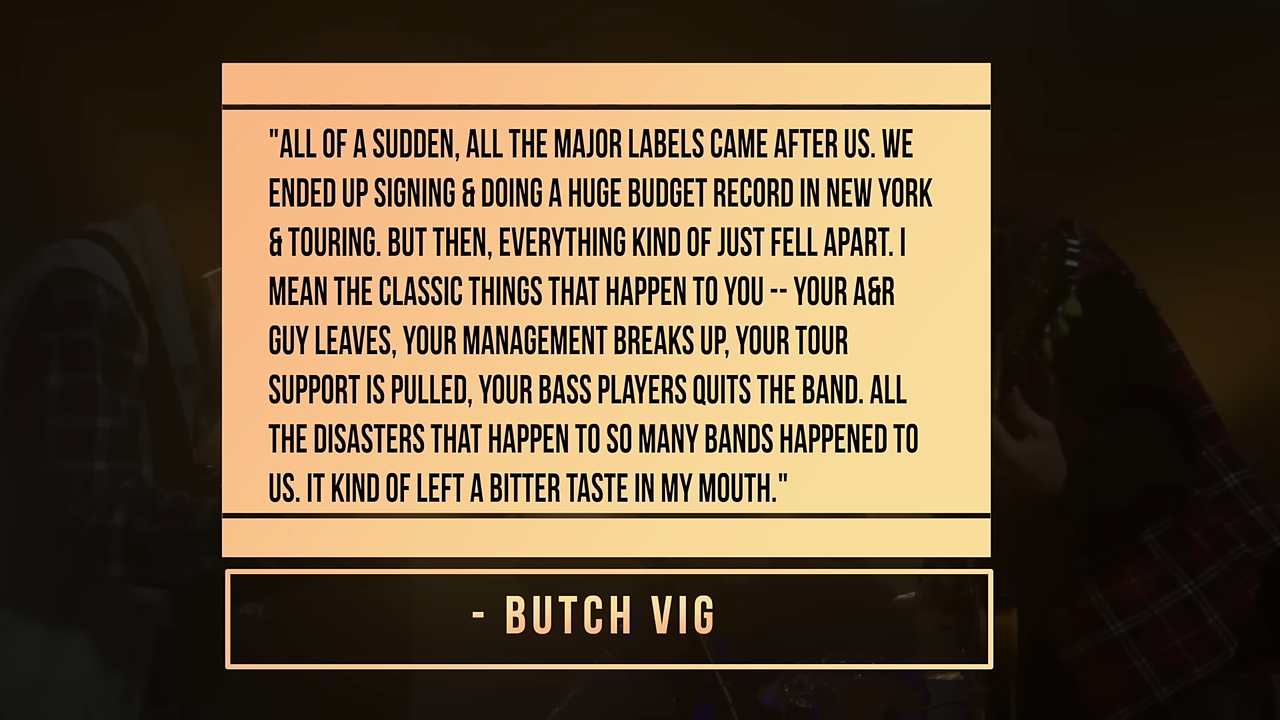 "ALL OF A SUDDEN, ALL THE MAJOR LABELS CAME AFTER US. WE
ENDED UP SIGNING & DOING A HUGE BUDGET RECORD IN NEW YORK
& TOURING. BUT THEN, EVERYTHING KIND OF JUST FELL APART. I
MEAN THE CLASSIC THINGS THAT HAPPEN TO YOU -- YOUR A&R
GUY LEAVES, YOUR MANAGEMENT BREAKS UP, YOUR TOUR
SUPPORT IS PULLED, YOUR BASS PLAYERS QUITS THE BAND. ALL
THE DISASTERS THAT HAPPEN TO SO MANY BANDS HAPPENED TO
US. IT KIND OF LEFT A BITTER TASTE IN MY MOUTH."
- BUTCH VIG